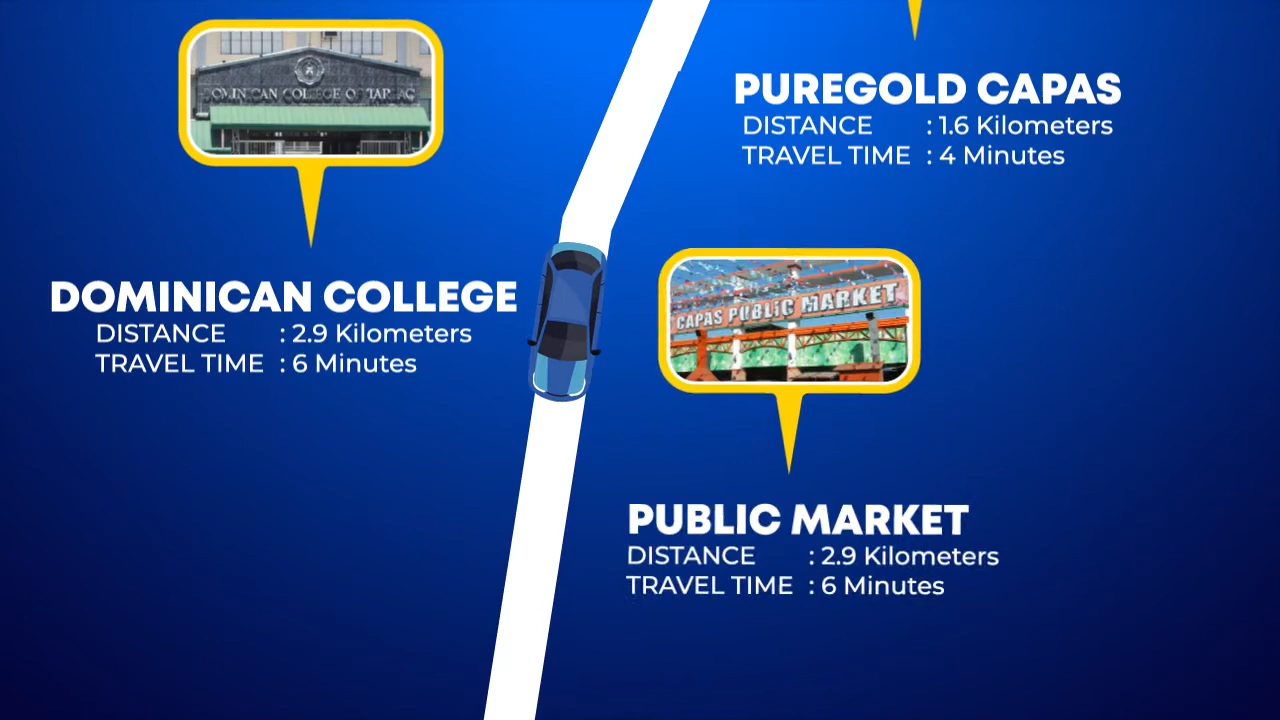 DOMINICAN COLLEGE OF TARLAC
PUREGOLD CAPAS
DISTANCE : 1.6 Kilometers
TRAVEL TIME : 4 Minutes
DOMINICAN COLLEGE
DISTANCE : 2.9 Kilometers
TRAVEL TIME : 6 Minutes
CAPAS PUBLIC MARKET
PUBLIC MARKET
DISTANCE : 2.9 Kilometers
TRAVEL TIME : 6 Minutes